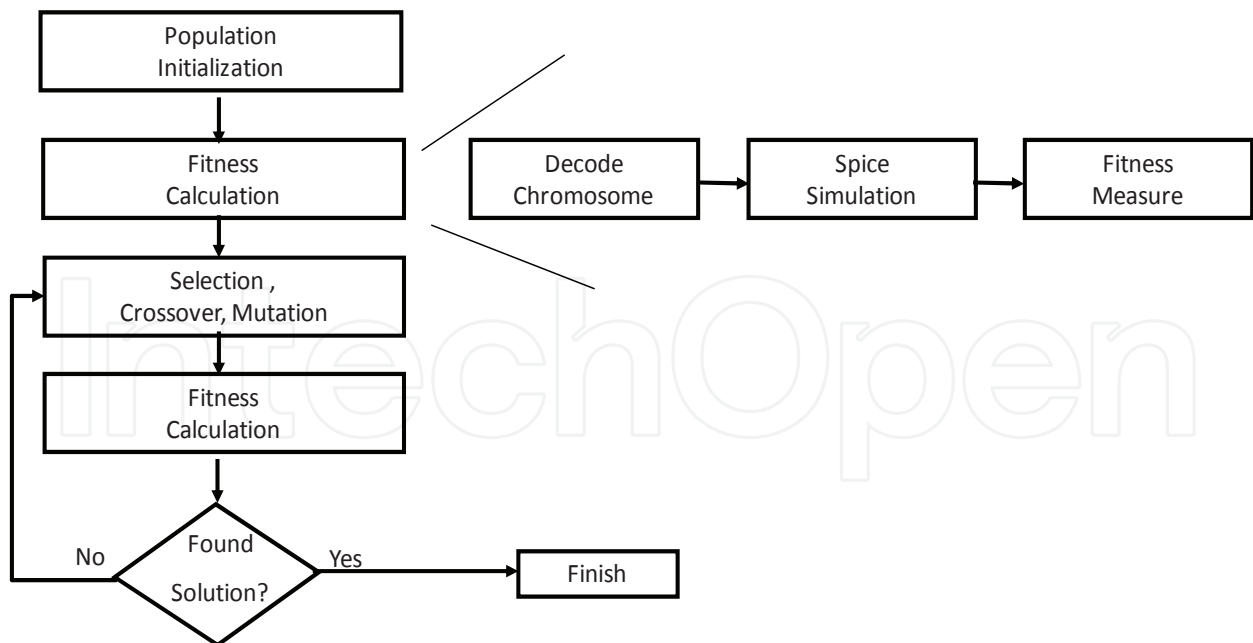 Population
Initialization
Fitness
Calculation
Decode
Chromosome
Spice
Simulation
Fitness
Measure
Selection ,
Crossover, Mutation
Fitness
Calculation
Found
Solution?
No
Yes
Finish
IntechOpen